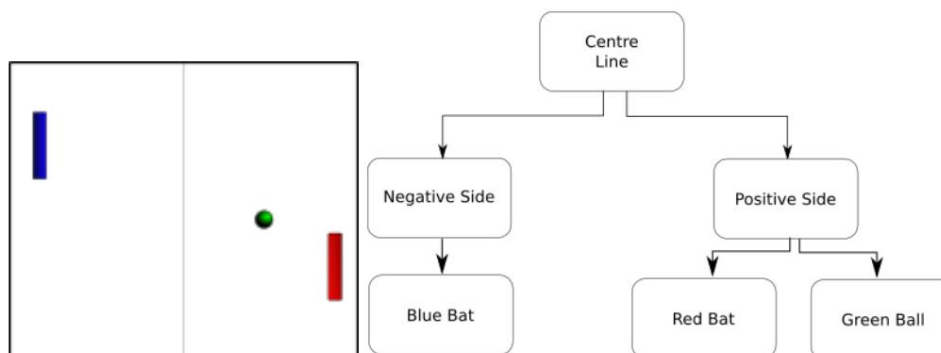 Centre
Line
Negative Side
Positive Side
Blue Bat
Red Bat
Green Ball